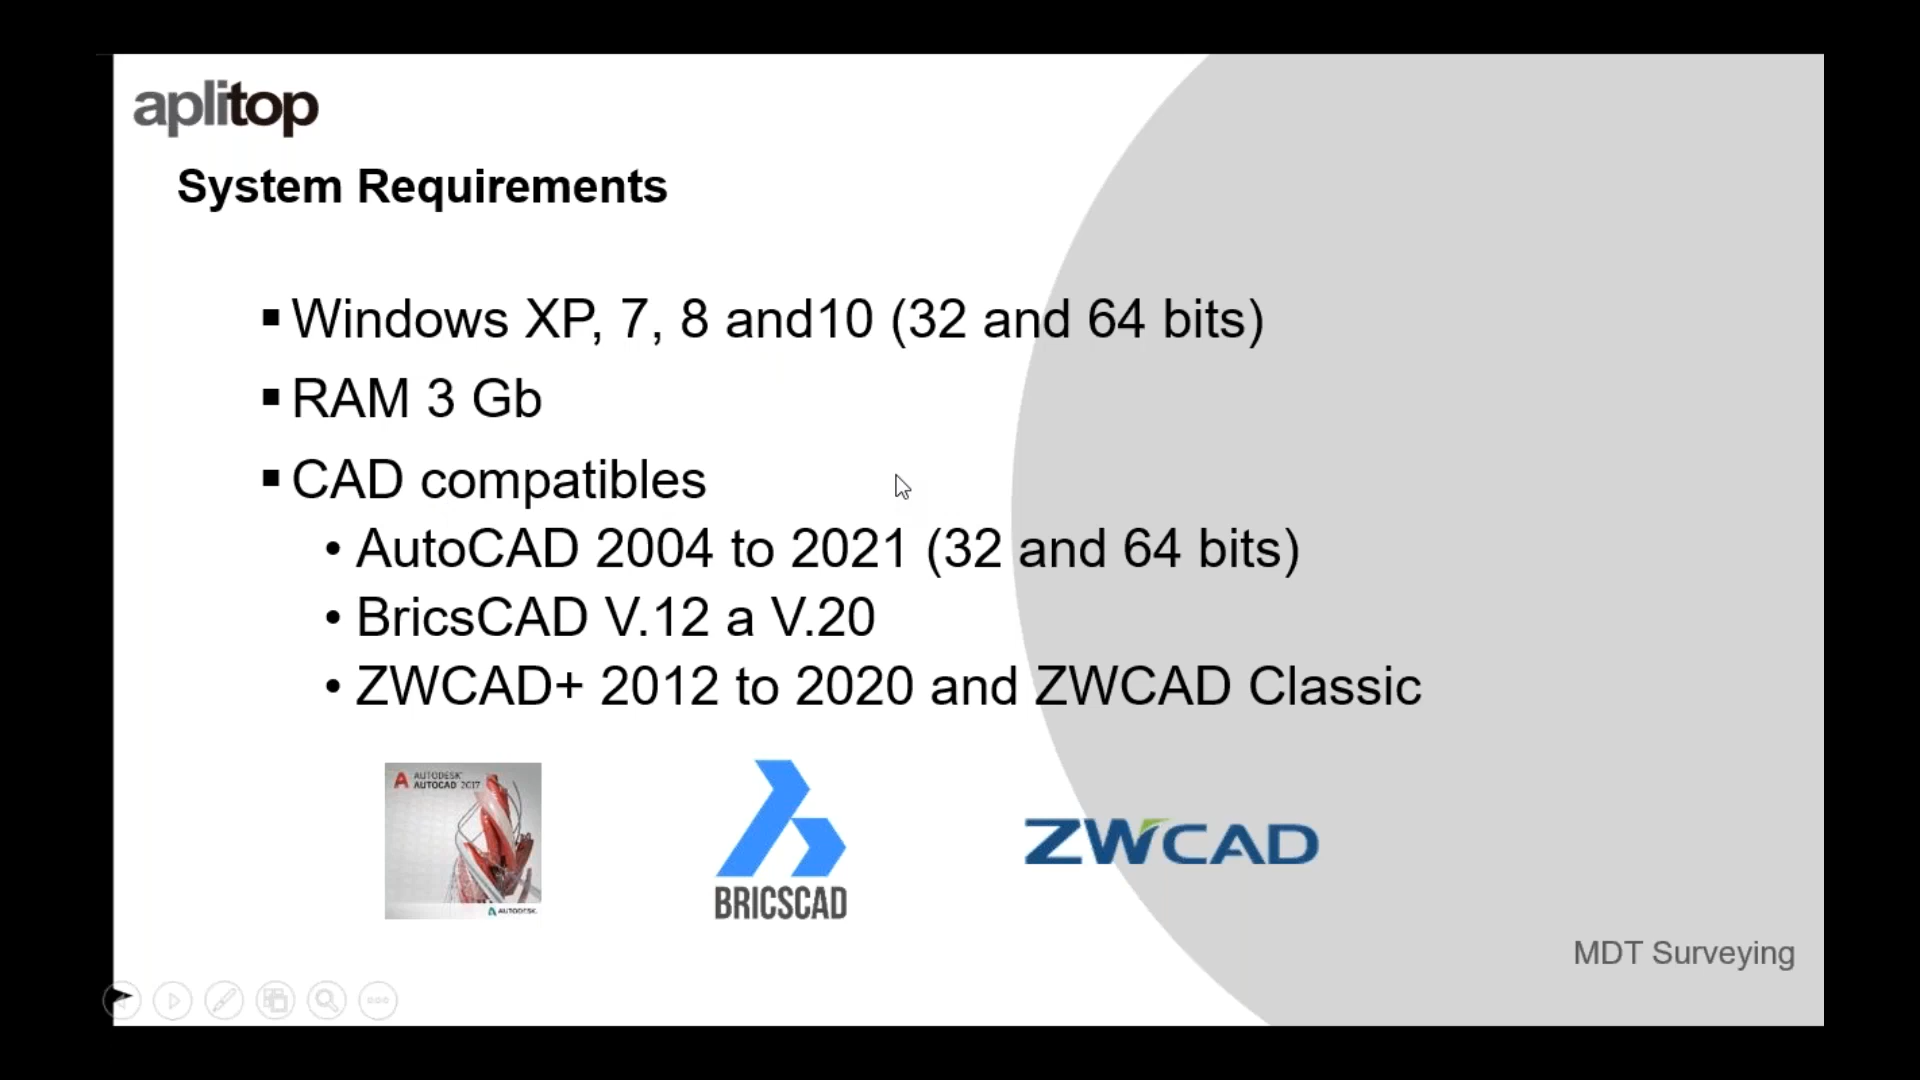 aplitop
System Requirements
Windows XP, 7, 8 and10 (32 and 64 bits)
RAM 3 Gb
CAD compatibles
AutoCAD 2004 to 2021 (32 and 64 bits)
BricsCAD V.12 a V.20
ZWCAD+ 2012 to 2020 and ZWCAD Classic
AUTODESK
AUTOCAD 2017
AUTODESK
BRICSCAD
ZWCAD
MDT Surveying